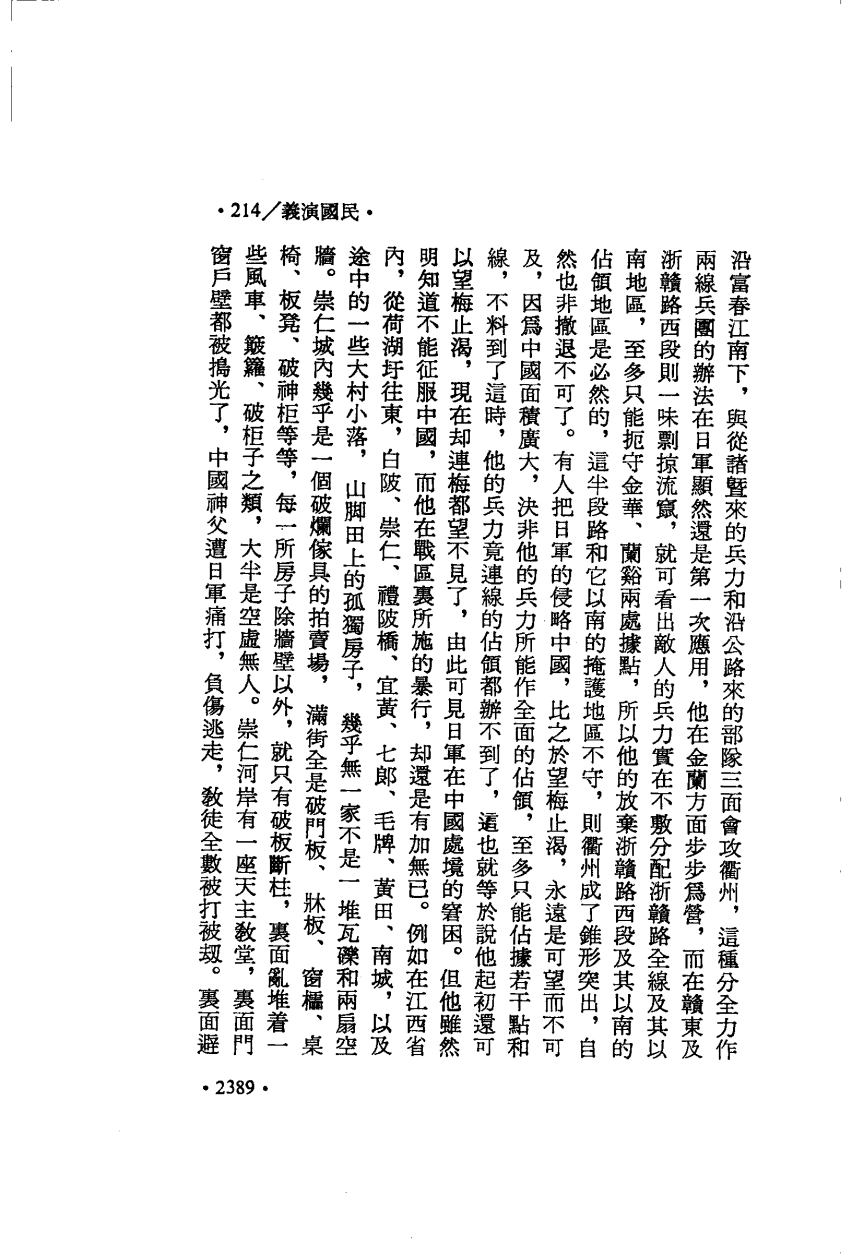 •214／義演國民•
沿富春江南下，與從諸暨來的兵力和沿公路來的部隊三面會攻衢州，這種分全力作
兩線兵團的辦法在日軍顯然還是第一次應用，他在金蘭方面步步爲營，而在贛東及
浙贛路西段則一味剽掠流竄，就可看出敵人的兵力實在不敷分配浙贛路全線及其以
南地區，至多只能扼守金華、蘭谿兩處據點，所以他的放棄浙贛路西段及其以南的
佔領地區是必然的，這半段路和它以南的掩護地區不守，則衢州成了錐形突出，自
然也非撤退不可了。有人把日軍的侵略中國，比之於望梅止渴，永遠是可望而不可
及，因爲中國面積廣大，決非他的兵力所能作全面的佔領，至多只能佔據若干點和
線，不料到了這時，他的兵力竟連線的佔領都辦不到了，這也就等於說他起初還可
以望梅止渴，現在却連梅都望不見了，由此可見日軍在中國處境的窘困。但他雖然
明知道不能征服中國，而他在戰區裏所施的暴行，却還是有加無已。例如在江西省
內，從荷湖圩往東，白陂、崇仁、禮陂橋、宜黃、七郎、毛牌、黃田、南城，以及
途中的一些大村小落，山脚田上的孤獨房子，幾乎無一家不是一堆瓦礫和兩扇空
牆。崇仁城內幾乎是一個破爛傢具的拍賣場，滿街全是破門板、牀板、窗櫺、桌
椅、板凳、破神柜等等，每一所房子除牆壁以外，就只有破板斷柱，裏面亂堆着一
些風車、簸籮、破柜子之類，大半是空虛無人。崇仁河岸有一座天主教堂，裏面門
窗戶壁都被搗光了，中國神父遭日軍痛打，負傷逃走，教徒全數被打被刼。裏面避
•2389•